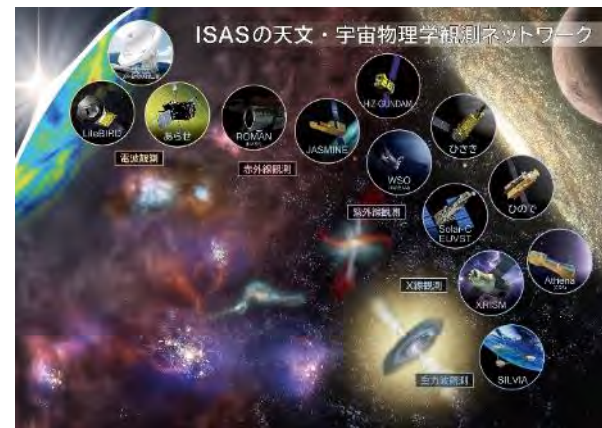 ISASの天文・宇宙物理学観測ネットワーク
LiteBIRD
あらせ
電波観測
ROMAN
赤外線観測
JASMINE
HiZ-GUNDAM
ひさき
WSO
紫外線観測
ひので
Solar-C
EUVST
X線観測
XRISM
Athena
重力波観測
SILVIA